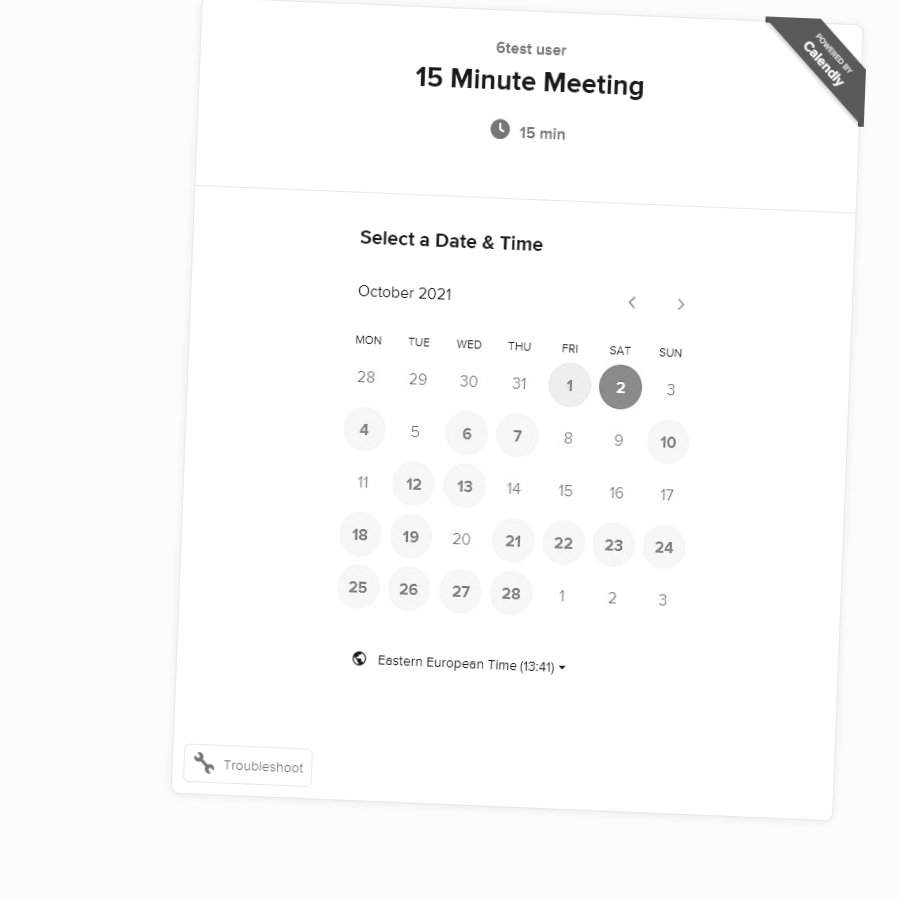 POWERED BY
Calendly
6test user
15 Minute Meeting
15 min
Select a Date & Time
October 2021
MON TUE WED THU FRI SAT SUN
28 29 30 31 1 2 3
4 5 6 7 8 9 10
11 12 13 14 15 16 17
18 19 20 21 22 23 24
25 26 27 28 1 2 3
Eastern European Time (13:41)
Troubleshoot